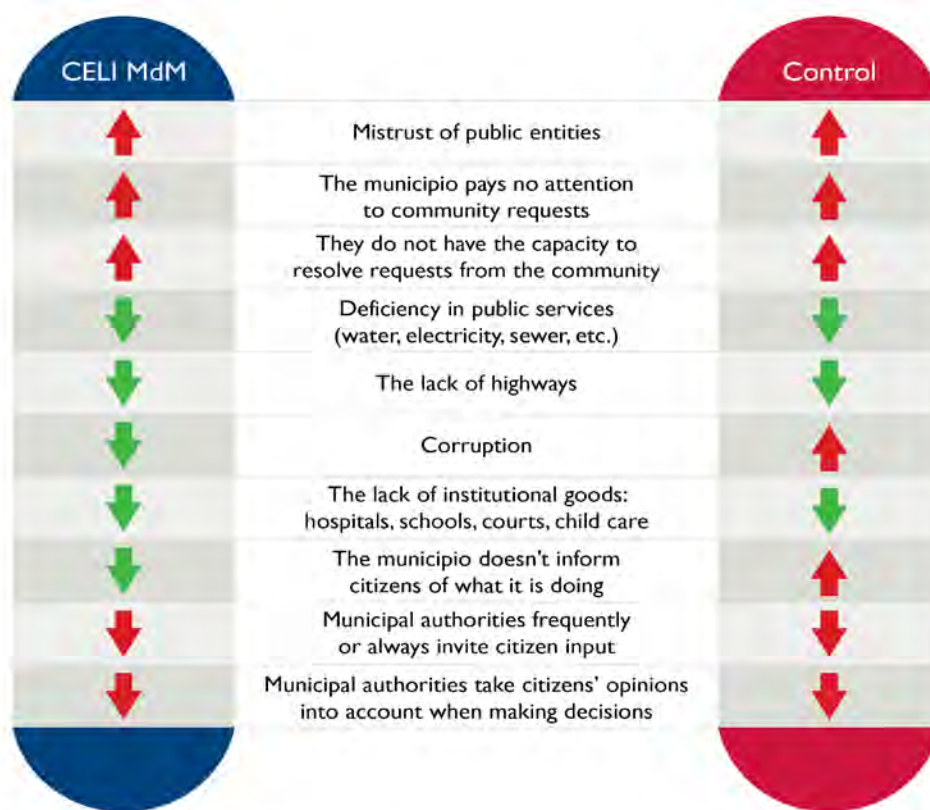 CELI MdM
Control
Mistrust of public entities
The municipio pays no attention
to community requests
They do not have the capacity to
resolve requests from the community
Deficiency in public services
(water, electricity, sewer, etc.)
The lack of highways
Corruption
The lack of institutional goods:
hospitals, schools, courts, child care
The municipio doesn't inform
citizens of what it is doing
Municipal authorities frequently
or always invite citizen input
Municipal authorities take citizens' opinions
into account when making decisions